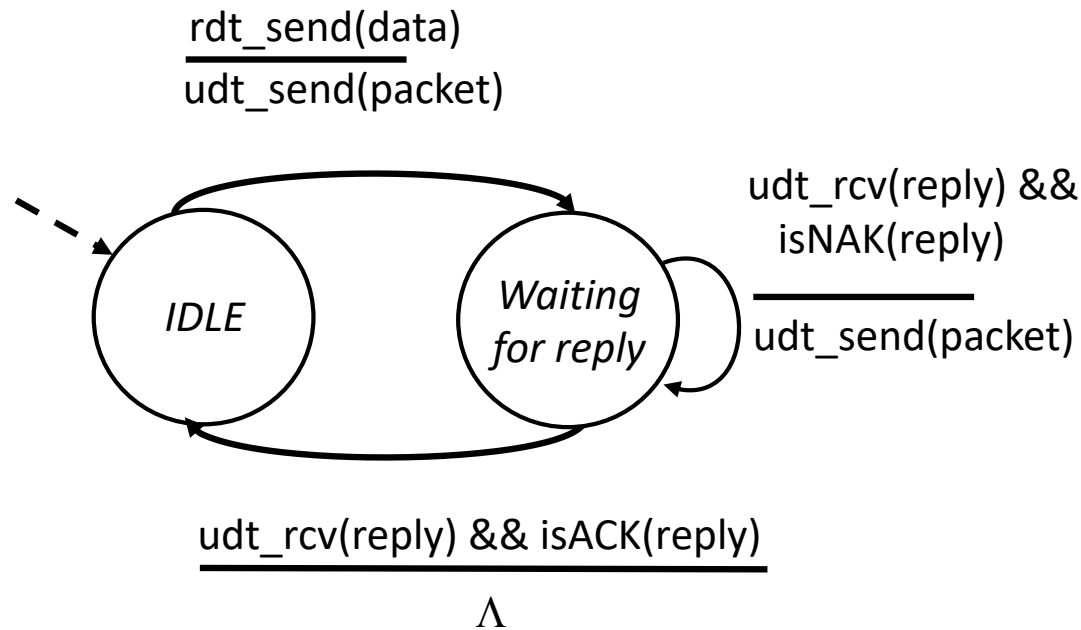 rdt_send(data)
udt_send(packet)
udt_rcv(reply) &&
isNAK(reply)
udt_send(packet)
IDLE
Waiting
for reply
udt_rcv(reply) && isACK(reply)
Λ